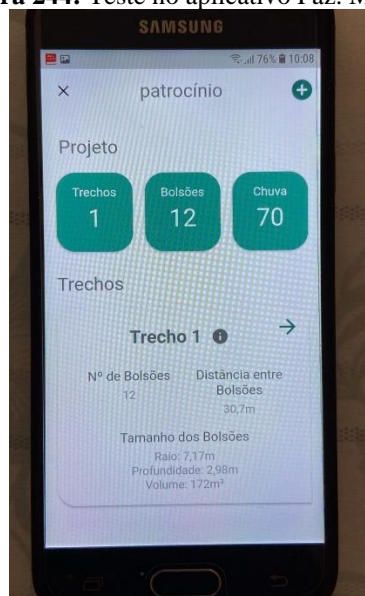 Teste no aplicativo Faz.
SAMSUNG
76% 10:08
× patrocínio +
Projeto
Trechos Bolsões Chuva
1 12 70
Trechos
Trecho 1
Nº de Bolsões Distância entre
Bolsões
12
30,7m
Tamanho dos Bolsões
Raio: 7,17m
Profundidade: 2,98m
Volume: 172m³